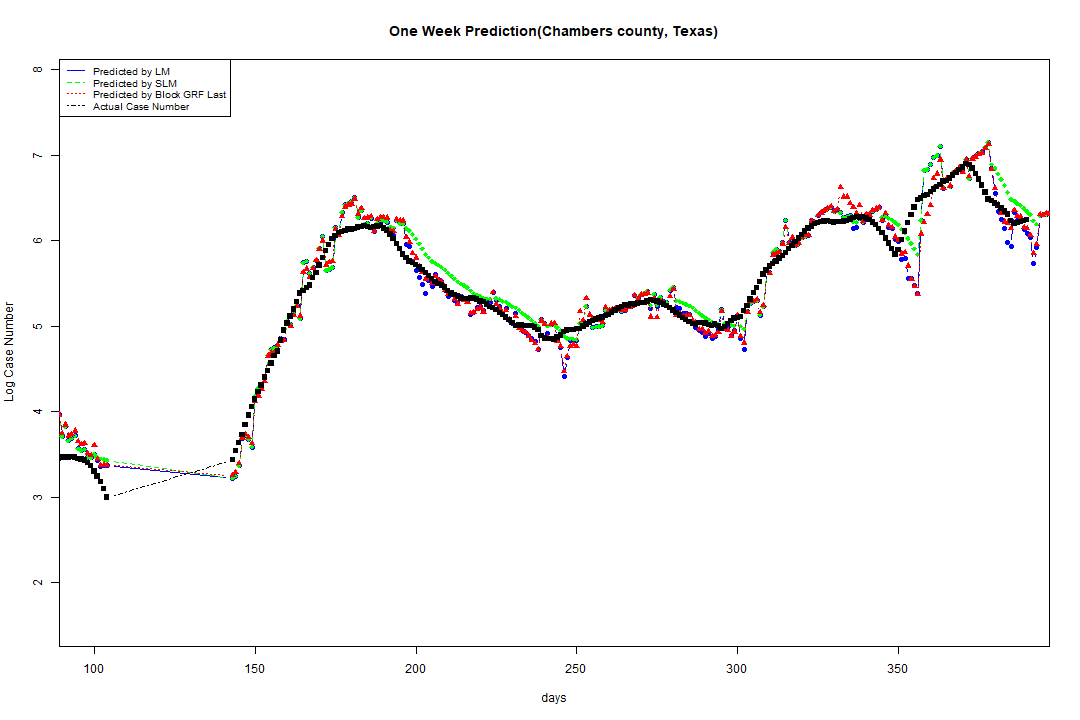 One Week Prediction(Chambers county, Texas)
Predicted by LM
Predicted by SLM
Predicted by Block GRF Last
Actual Case Number
8
7
6
5
4
3
2
Log Case Number
100
150
200
250
300
350
days